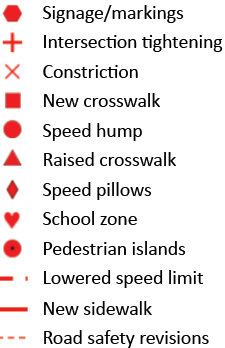 Signage/markings
Intersection tightening
Constriction
New crosswalk
Speed hump
Raised crosswalk
Speed pillows
School zone
Pedestrian islands
Lowered speed limit
New sidewalk
Road safety revisions